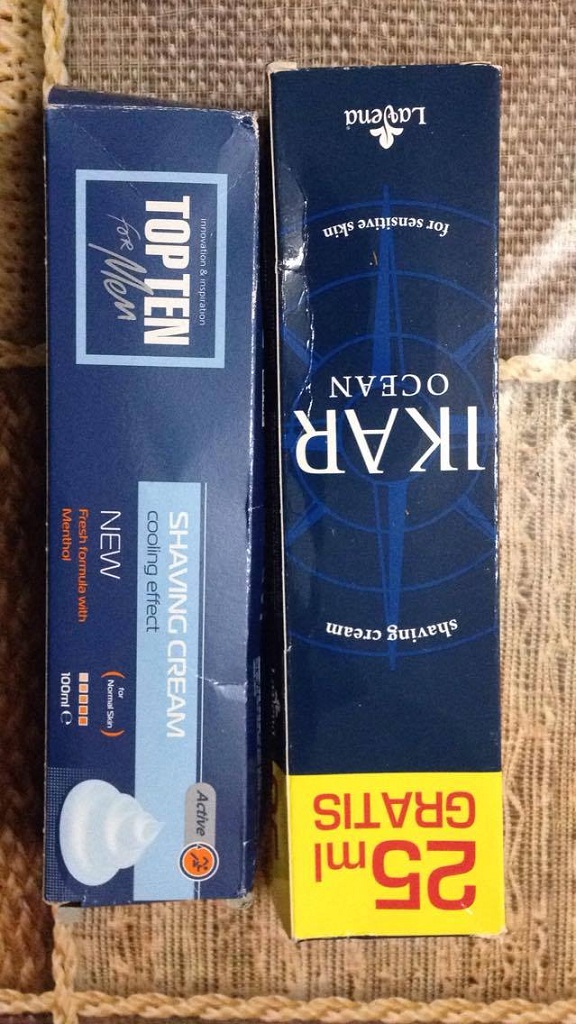 innovation & inspiration
TOP TEN
FOR Men
SHAVING CREAM
cooling effect
NEW
Fresh formula with
Menthol
( for
Normal Skin )
100ml e
Active
25ml
GRATIS
shaving cream
IKAR
OCEAN
for sensitive skin
LaVena